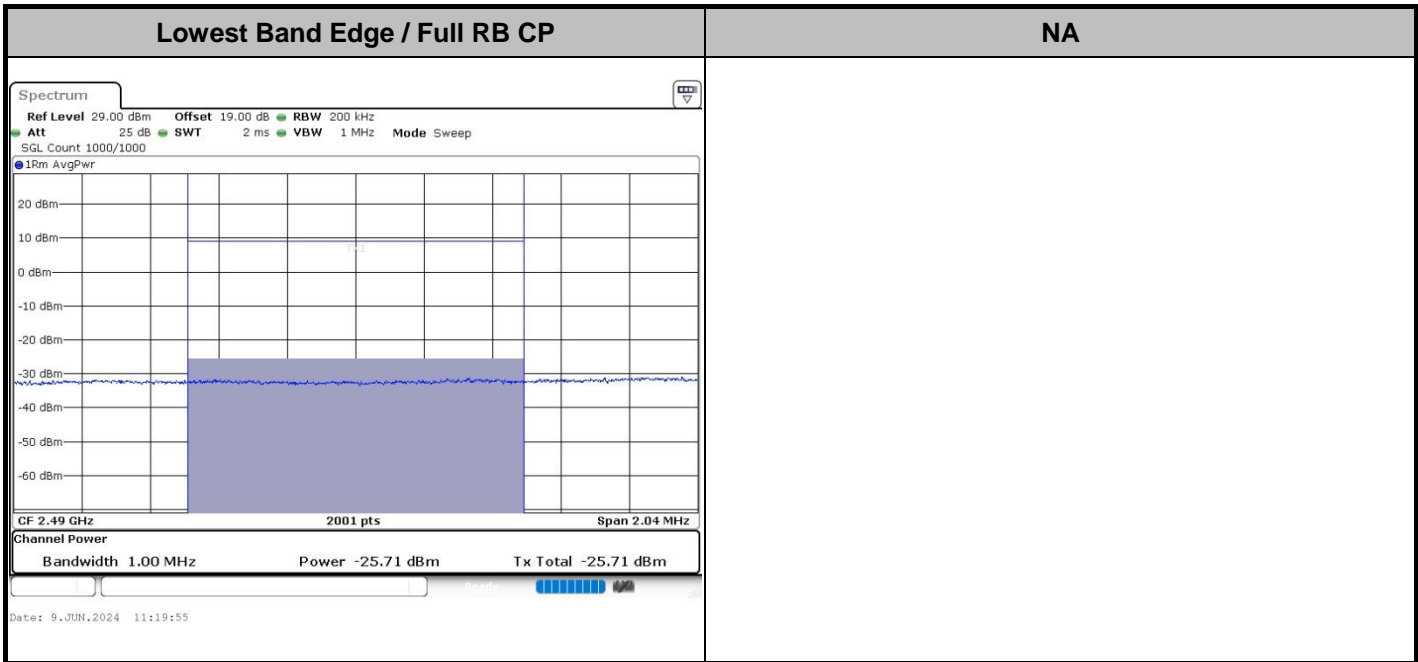 Lowest Band Edge / Full RB CP
NA
Spectrum
Ref Level 29.00 dBm Offset 19.00 dB RBW 200 kHz
Att 25 dB SWT 2 ms VBW 1 MHz Mode Sweep
SGL Count 1000/1000
1Rm AvgPwr
20 dBm
10 dBm
Tx1
0 dBm
-10 dBm
-20 dBm
-30 dBm
-40 dBm
-50 dBm
-60 dBm
CF 2.49 GHz 2001 pts Span 2.04 MHz
Channel Power
Bandwidth 1.00 MHz Power -25.71 dBm Tx Total -25.71 dBm
Date: 9.JUN.2024 11:19:55